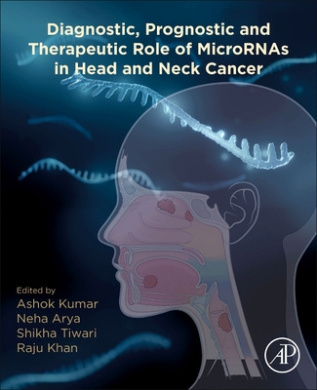 Diagnostic, Prognostic and
Therapeutic Role of MicroRNAs
in Head and Neck Cancer
Edited by
Ashok Kumar
Neha Arya
Shikha Tiwari
Raju Khan
AP